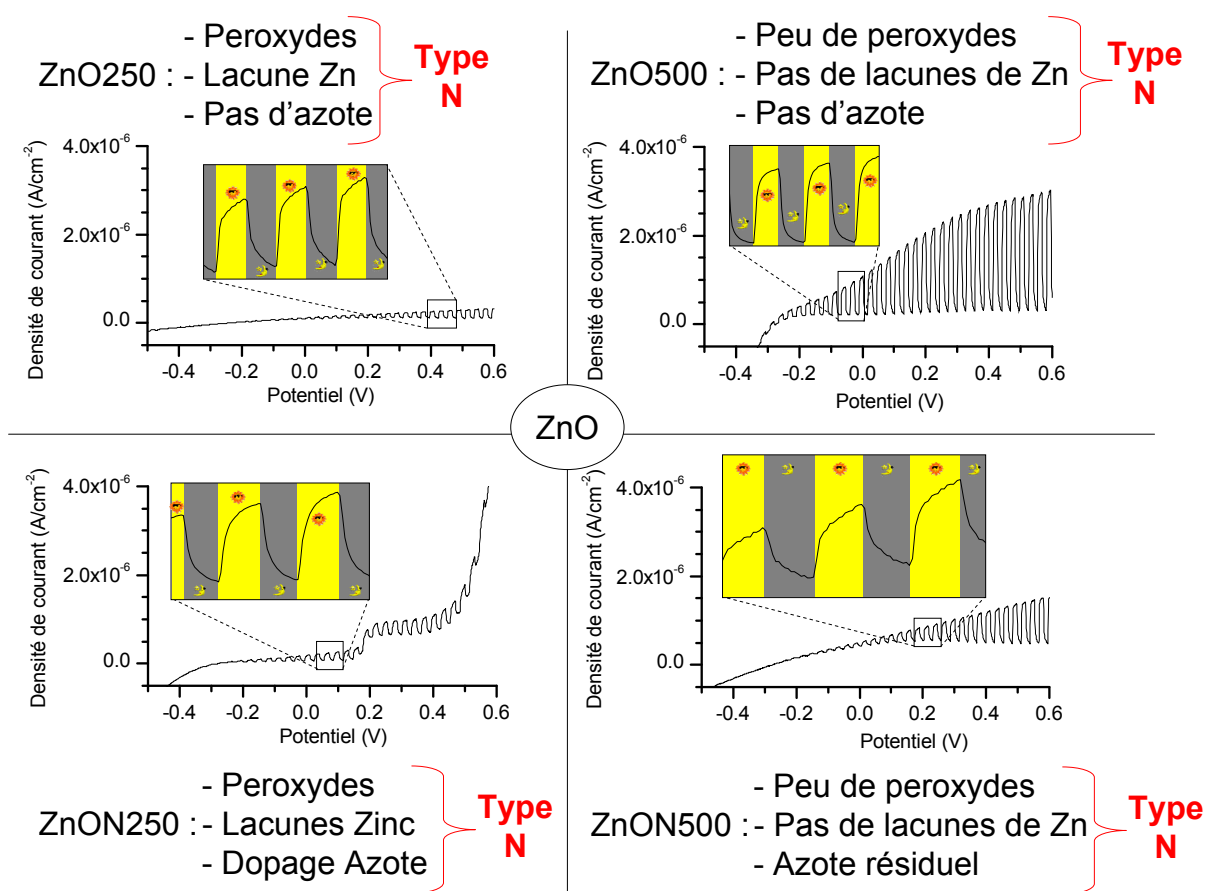 - Peroxydes
ZnO250 : - Lacune Zn
- Pas d'azote
Type
N
- Peu de peroxydes
ZnO500 : - Pas de lacunes de Zn
- Pas d'azote
Type
N
Densité de courant (A/cm-2)
4.0x10-6
2.0x10-6
0.0
-0.4 -0.2 0.0 0.2 0.4 0.6
Potentiel (V)
Densité de courant (A/cm-2)
4.0x10-6
2.0x10-6
0.0
-0.4 -0.2 0.0 0.2 0.4 0.6
Potentiel (V)
ZnO
Densité de courant (A/cm-2)
4.0x10-6
2.0x10-6
0.0
-0.4 -0.2 0.0 0.2 0.4 0.6
Potentiel (V)
Densité de courant (A/cm-2)
4.0x10-6
2.0x10-6
0.0
-0.4 -0.2 0.0 0.2 0.4 0.6
Potentiel (V)
- Peroxydes
ZnON250 : - Lacunes Zinc
- Dopage Azote
Type
N
- Peu de peroxydes
ZnON500 : - Pas de lacunes de Zn
- Azote résiduel
Type
N